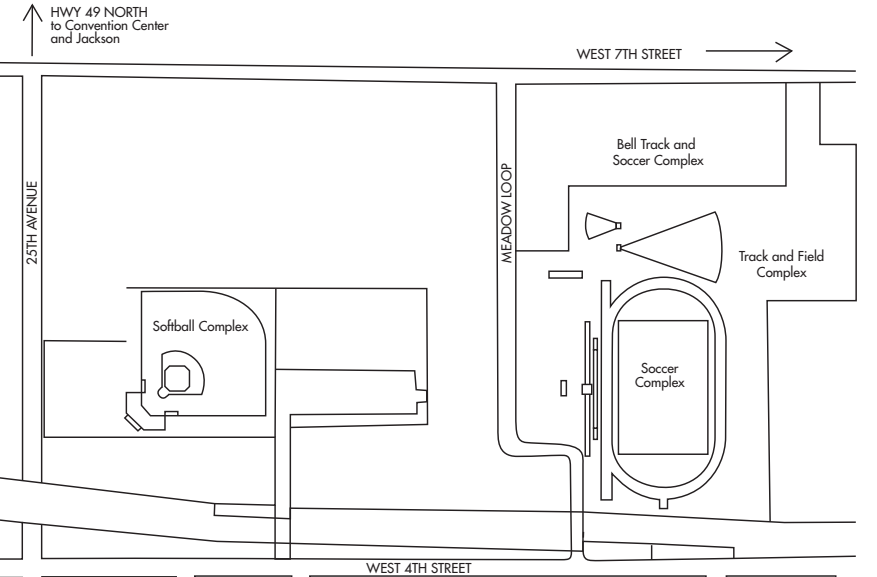 HWY 49 NORTH
to Convention Center
and Jackson
WEST 7TH STREET
Bell Track and
Soccer Complex
MEADOW LOOP
25TH AVENUE
Track and Field
Complex
Softball Complex
Soccer
Complex
WEST 4TH STREET